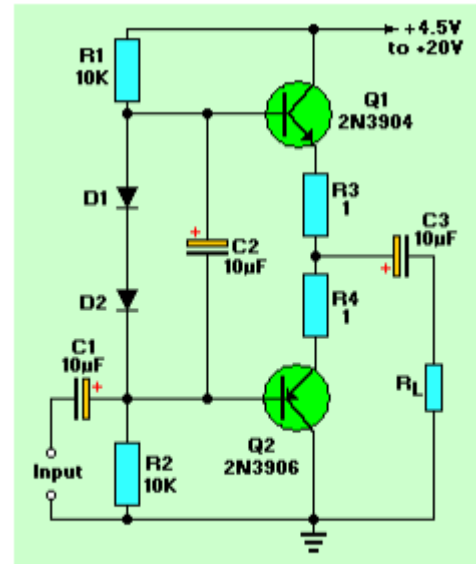 +4.5V
to +20V
R1
10K
Q1
2N3904
D1
+
C2
10µF
R3
1
C3
10µF
+
D2
R4
1
C1
10µF
+
RL
Input
R2
10K
Q2
2N3906